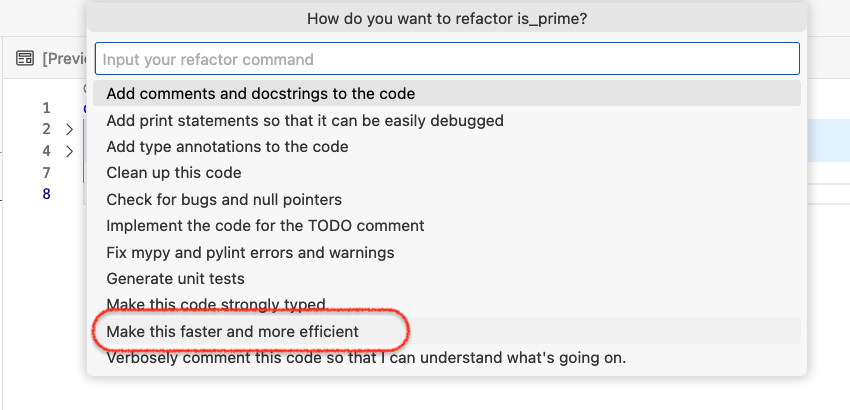 How do you want to refactor is_prime?
[Previ
Input your refactor command
Add comments and docstrings to the code
1
Add print statements so that it can be easily debugged
2
Add type annotations to the code
4
Clean up this code
7
Check for bugs and null pointers
8
Implement the code for the TODO comment
Fix mypy and pylint errors and warnings
Generate unit tests
Make this code strongly typed
Make this faster and more efficient
Verbosely comment this code so that I can understand what's going on.